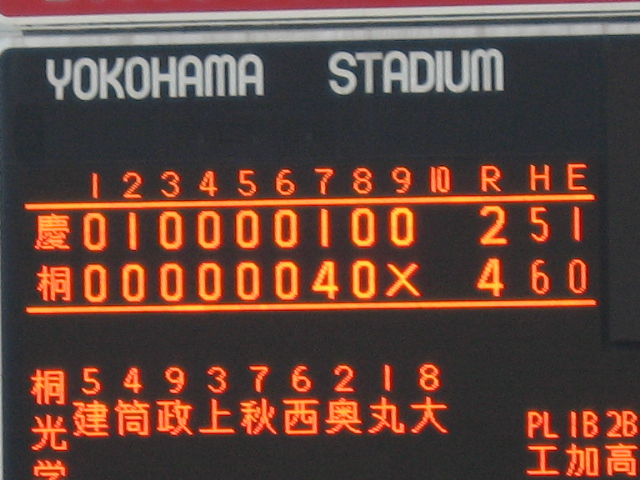 YOKOHAMA STADIUM
1 2 3 4 5 6 7 8 9 10 R H E
慶 0 1 0 0 0 0 1 0 0 2 5 1
桐 0 0 0 0 0 0 4 0 X 4 6 0
桐光学 5 4 9 3 7 6 2 1 8
建 筒 政 上 秋 西 奥 丸 大
PL 1B 2B
工 加 高